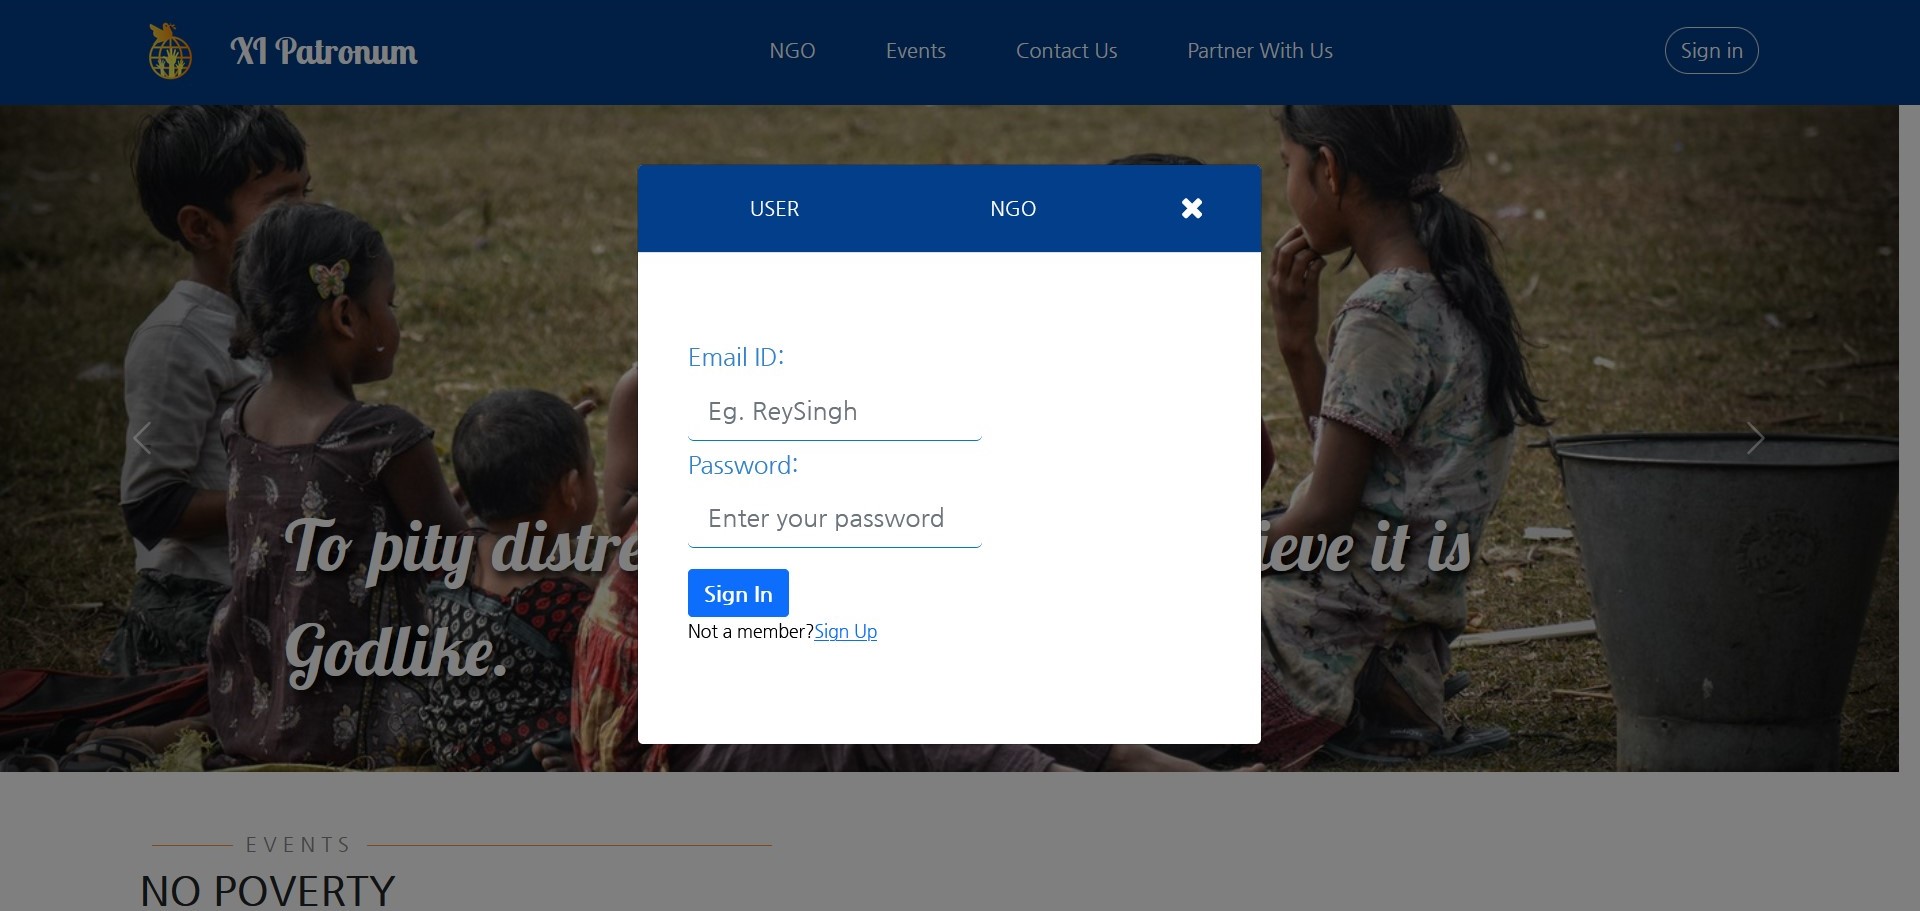 XI Patronum
NGO Events Contact Us Partner With Us
Sign in
USER NGO
Email ID:
Eg. ReySingh
Password:
Enter your password
Sign In
Not a member?Sign Up
To pity distre
ieve it is
Godlike.
EVENTS
NO POVERTY